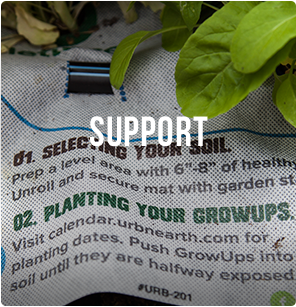 SUPPORT
01. SELECTING YOUR SOIL.
Prep a level area with 6"-8" of health
Unroll and secure mat with garden st
02. PLANTING YOUR GROWUPS.
Visit calendar.urbnearth.com for
planting dates. Push GrowUps into
soil until they are halfway exposed
#URB-201